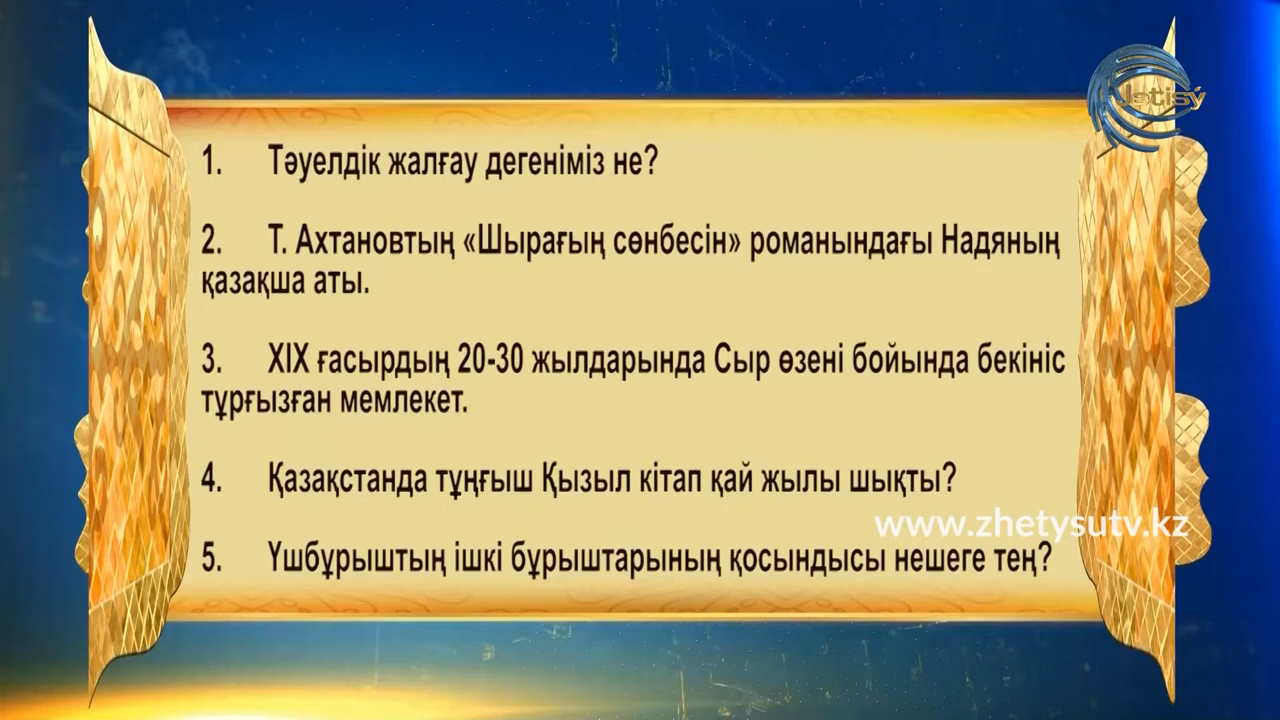 Jetisý
1. Тәуелдік жалғау дегеніміз не?
2. Т. Ахтановтың «Шырағың сөнбесін» романындағы Надяның
қазақша аты.
3. XIX ғасырдың 20-30 жылдарында Сыр өзені бойында бекініс
тұрғызған мемлекет.
4. Қазақстанда тұңғыш Қызыл кітап қай жылы шықты?
www.zhetysutv.kz
5. Үшбұрыштың ішкі бұрыштарының қосындысы нешеге тең?